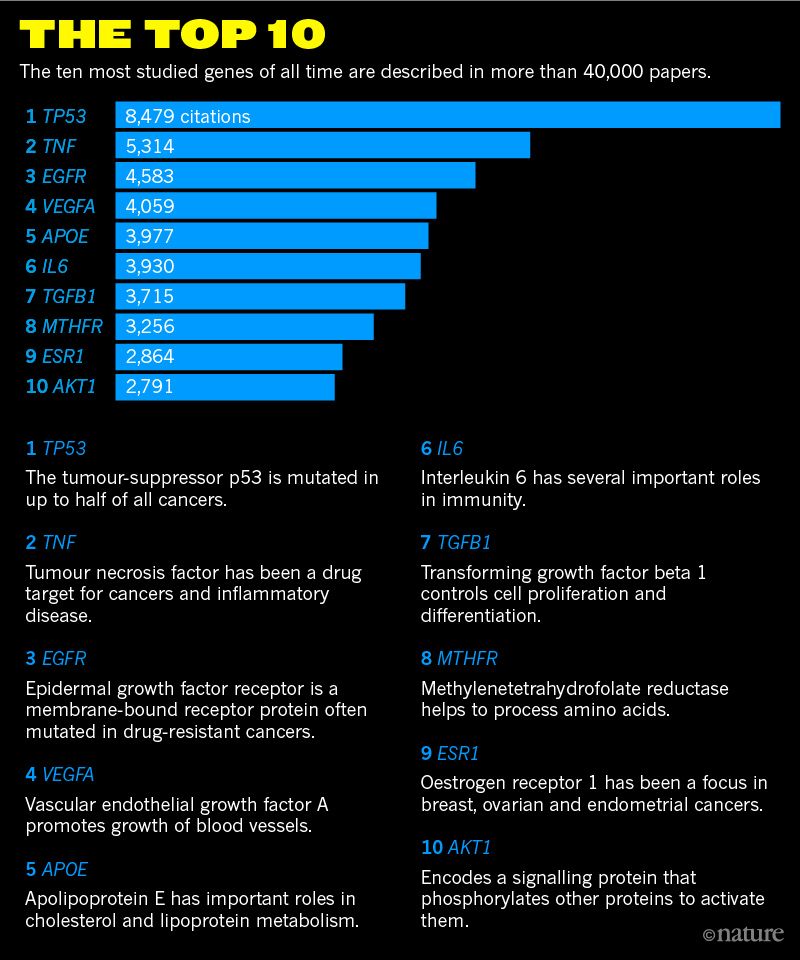 THE TOP 10
The ten most studied genes of all time are described in more than 40,000 papers.
1 TP53 8,479 citations
2 TNF 5,314
3 EGFR 4,583
4 VEGFA 4,059
5 APOE 3,977
6 IL6 3,930
7 TGFB1 3,715
8 MTHFR 3,256
9 ESR1 2,864
10 AKT1 2,791
1 TP53
The tumour-suppressor p53 is mutated in
up to half of all cancers.
2 TNF
Tumour necrosis factor has been a drug
target for cancers and inflammatory
disease.
3 EGFR
Epidermal growth factor receptor is a
membrane-bound receptor protein often
mutated in drug-resistant cancers.
4 VEGFA
Vascular endothelial growth factor A
promotes growth of blood vessels.
5 APOE
Apolipoprotein E has important roles in
cholesterol and lipoprotein metabolism.
6 IL6
Interleukin 6 has several important roles
in immunity.
7 TGFB1
Transforming growth factor beta 1
controls cell proliferation and
differentiation.
8 MTHFR
Methylenetetrahydrofolate reductase
helps to process amino acids.
9 ESR1
Oestrogen receptor 1 has been a focus in
breast, ovarian and endometrial cancers.
10 AKT1
Encodes a signalling protein that
phosphorylates other proteins to activate
them.
©nature